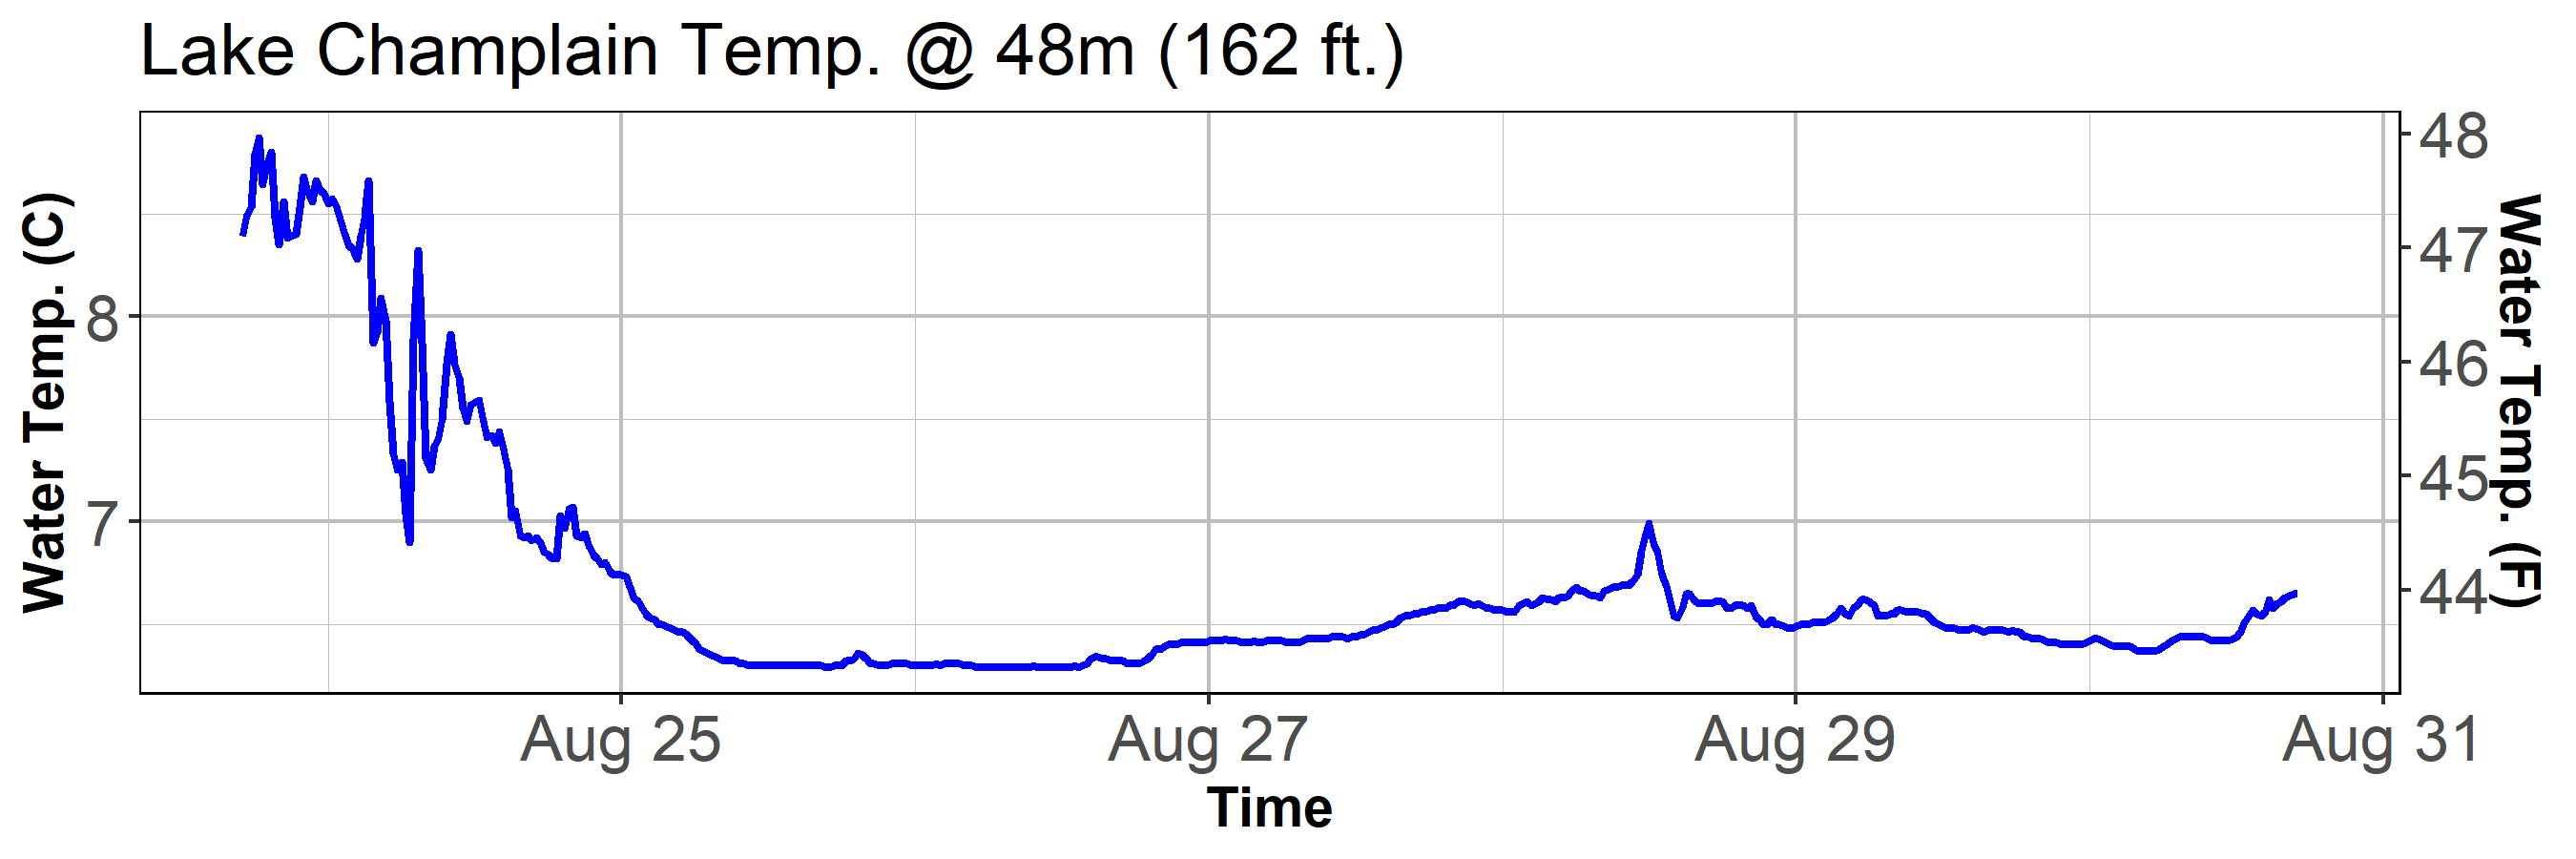 Lake Champlain Temp. @ 48m (162 ft.)
Water Temp. (C)
8
7
48
47
46
45
44
Water Temp. (F)
Aug 25
Aug 27
Aug 29
Aug 31
Time